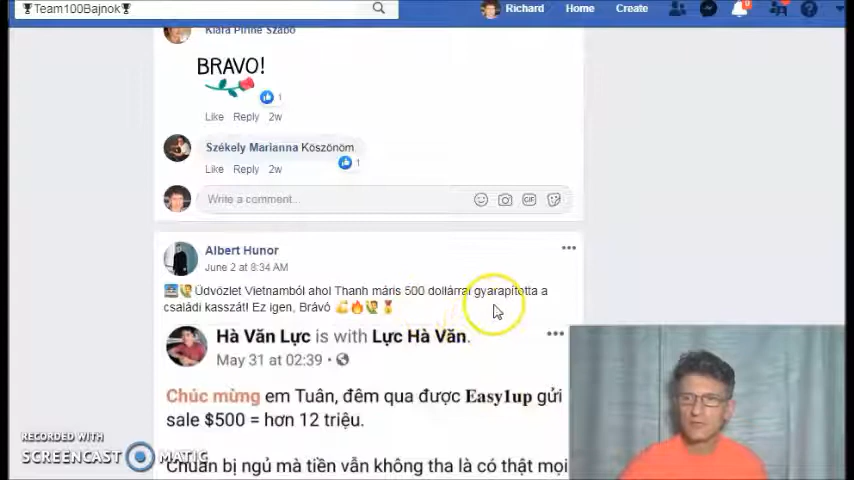 🏆Team100Bajnok🏆
Richard Home Create
Klára Piriné Szabó
BRAVO!
1
Like Reply 2w
Székely Marianna Köszönöm
1
Like Reply 2w
Write a comment...
GIF
Albert Hunor
June 2 at 8:34 AM
Üdvözlet Vietnamból ahol Thanh máris 500 dollárral gyarapította a
családi kasszát! Ez igen, Brávó
Hà Văn Lực is with Lực Hà Văn.
May 31 at 02:39
Chúc mừng em Tuân, đêm qua được Easy1up gửi
sale $500 = hơn 12 triệu.
Chuẩn bị ngủ mà tiền vẫn không tha là có thật mọi
RECORDED WITH
SCREENCAST MATIC